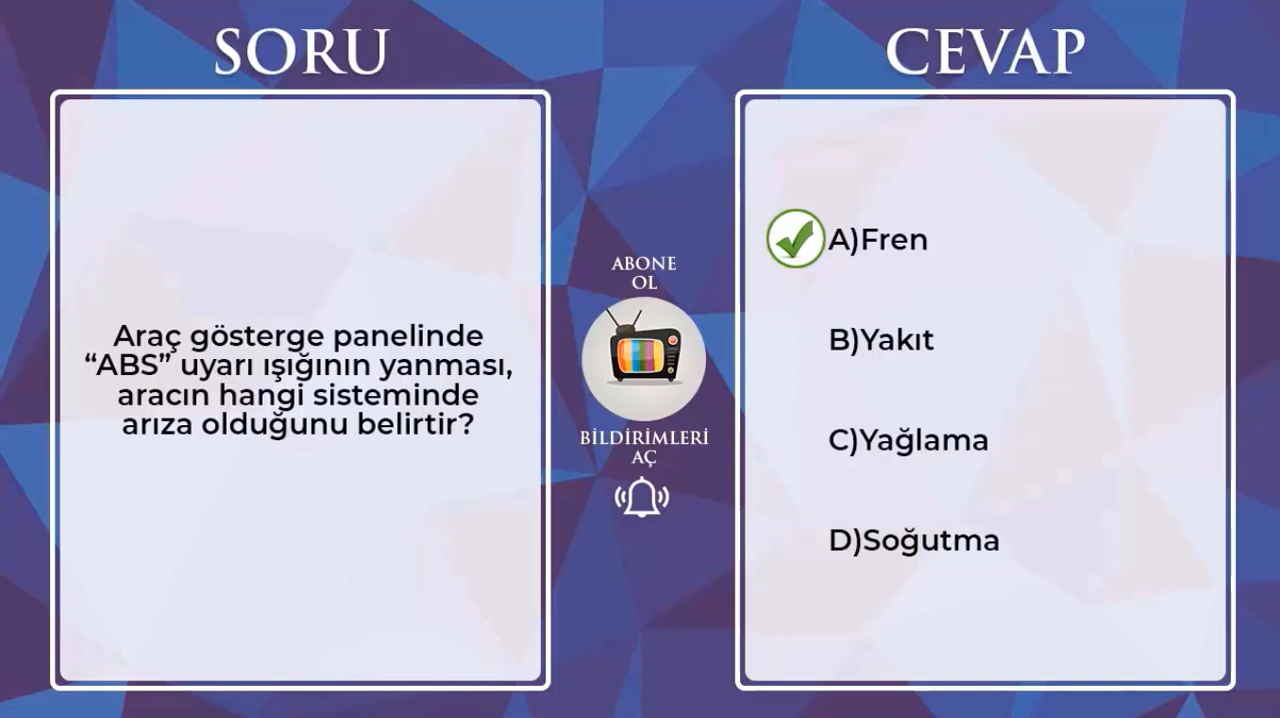 SORU
Araç gösterge panelinde
“ABS” uyarı ışığının yanması,
aracın hangi sisteminde
arıza olduğunu belirtir?
ABONE
OL
BİLDİRİMLERİ
AÇ
CEVAP
A)Fren
B)Yakıt
C)Yağlama
D)Soğutma